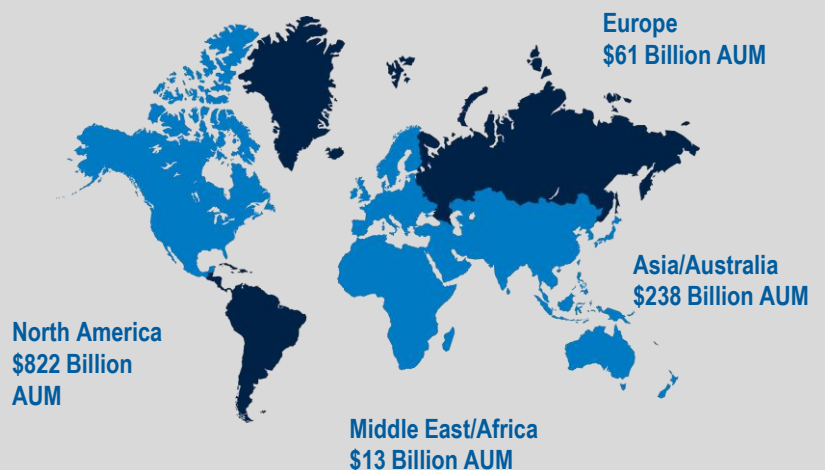 Europe
$61 Billion AUM
Asia/Australia
$238 Billion AUM
North America
$822 Billion
AUM
Middle East/Africa
$13 Billion AUM